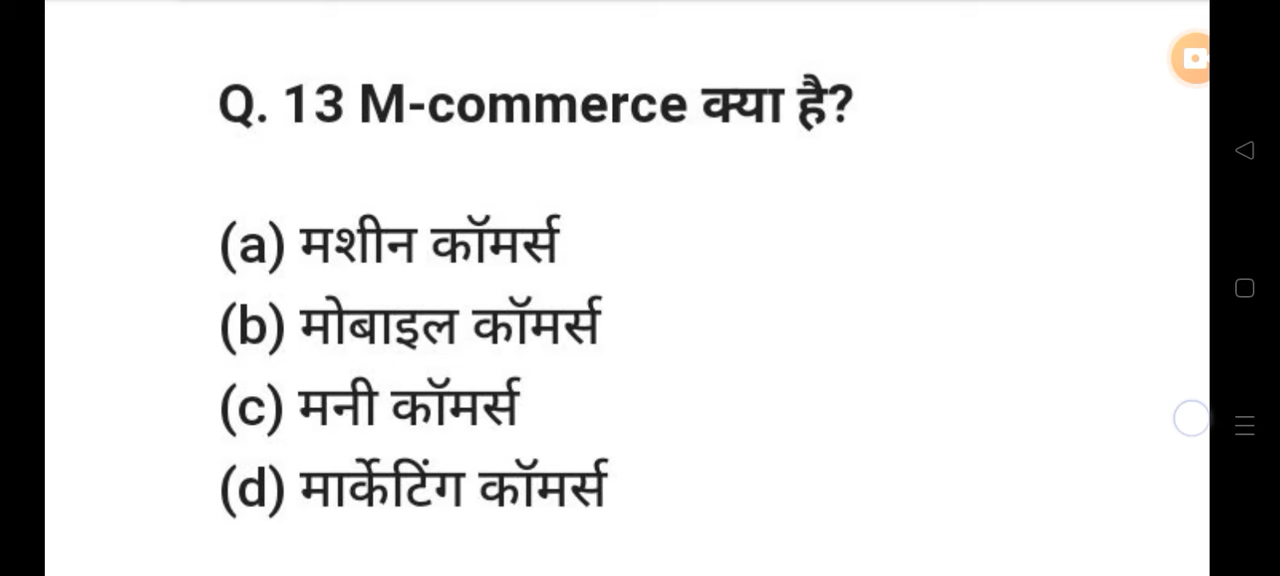 Q. 13 M-commerce क्या है?
(a) मशीन कॉमर्स
(b) मोबाइल कॉमर्स
(c) मनी कॉमर्स
(d) मार्केटिंग कॉमर्स